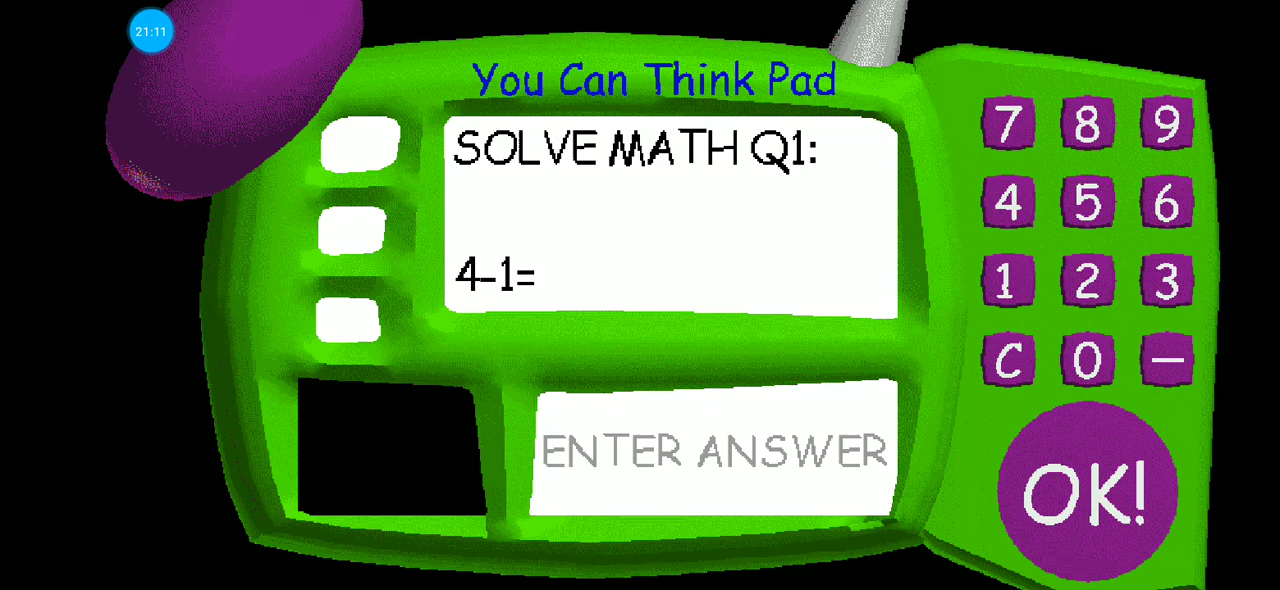 21:11
You Can Think Pad
SOLVE MATH Q1:
4-1=
ENTER ANSWER
7 8 9
4 5 6
1 2 3
C 0 —
OK!